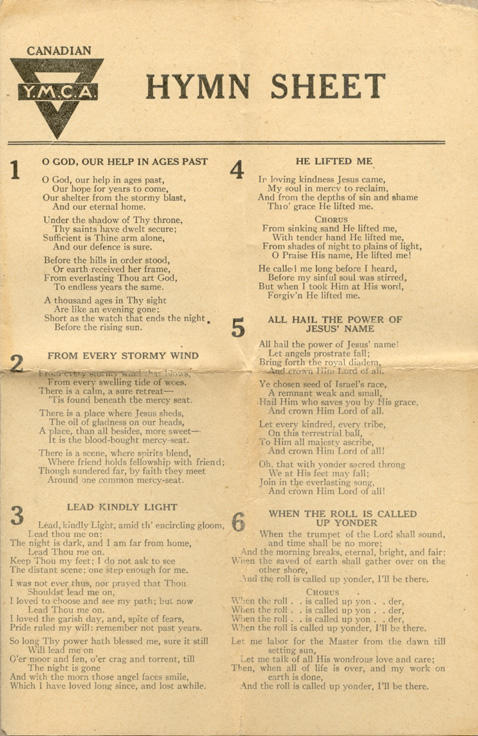 CANADIAN
Y.M.C.A.
HYMN SHEET
1
O GOD, OUR HELP IN AGES PAST
O God, our help in ages past,
Our hope for years to come,
Our shelter from the stormy blast,
And our eternal home.
Under the shadow of Thy throne,
Thy saints have dwelt secure;
Sufficient is Thine arm alone,
And our defence is sure.
Before the hills in order stood,
Or earth received her frame,
From everlasting Thou art God,
To endless years the same.
A thousand ages in Thy sight
Are like an evening gone;
Short as the watch that ends the night
Before the rising sun.
2
FROM EVERY STORMY WIND
From every stormy wind that blows,
From every swelling tide of woes,
There is a calm, a sure retreat—
'Tis found beneath the mercy seat.
There is a place where Jesus sheds,
The oil of gladness on our heads,
A place, than all besides, more sweet—
It is the blood-bought mercy-seat.
There is a scene, where spirits blend,
Where friend holds fellowship with friend;
Though sundered far, by faith they meet
Around one common mercy-seat.
3
LEAD KINDLY LIGHT
Lead, kindly Light, amid th' encircling gloom,
Lead thou me on:
The night is dark, and I am far from home,
Lead Thou me on.
Keep Thou my feet; I do not ask to see
The distant scene; one step enough for me.
I was not ever thus, nor prayed that Thou
Shouldst lead me on,
I loved to choose and see my path; but now
Lead Thou me on.
I loved the garish day, and, spite of fears,
Pride ruled my will: remember not past years.
So long Thy power hath blessed me, sure it still
Will lead me on
O'er moor and fen, o'er crag and torrent, till
The night is gone
And with the morn those angel faces smile,
Which I have loved long since, and lost awhile.
4
HE LIFTED ME
In loving kindness Jesus came,
My soul in mercy to reclaim,
And from the depths of sin and shame
Thro' grace He lifted me.
CHORUS
From sinking sand He lifted me,
With tender hand He lifted me,
From shades of night to plains of light,
O Praise His name, He lifted me!
He called me long before I heard,
Before my sinful soul was stirred,
But when I took Him at His word,
Forgiv'n He lifted me.
5
ALL HAIL THE POWER OF
JESUS' NAME
All hail the power of Jesus' name!
Let angels prostrate fall;
Bring forth the royal diadem,
And crown Him Lord of all.
Ye chosen seed of Israel's race,
A remnant weak and small,
Hail Him who saves you by His grace,
And crown Him Lord of all.
Let every kindred, every tribe,
On this terrestrial ball,
To Him all majesty ascribe,
And crown Him Lord of all!
Oh, that with yonder sacred throng
We at His feet may fall;
Join in the everlasting song,
And crown Him Lord of all!
6
WHEN THE ROLL IS CALLED
UP YONDER
When the trumpet of the Lord shall sound,
and time shall be no more;
And the morning breaks, eternal, bright, and fair;
When the saved of earth shall gather over on the
other shore,
And the roll is called up yonder, I'll be there.
CHORUS
When the roll . . is called up yon . . der,
When the roll . . is called up yon . . der,
When the roll . . is called up yon . . der,
When the roll is called up yonder, I'll be there.
Let me labor for the Master from the dawn till
setting sun,
Let me talk of all His wondrous love and care;
Then, when all of life is over, and my work on
earth is done,
And the roll is called up yonder, I'll be there.